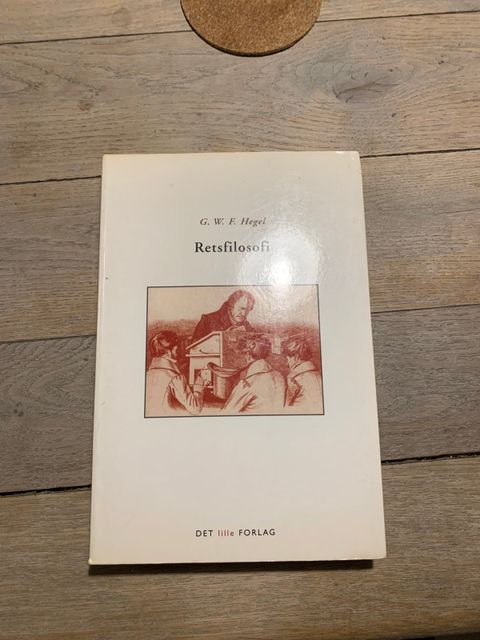 G. W. F. Hegel
Retsfilosofi
DET lille FORLAG